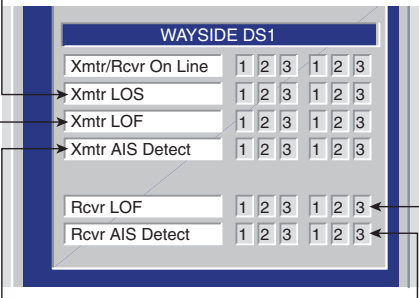 WAYSIDE DS1
Xmtr/Rcvr On Line 1 2 3 1 2 3
Xmtr LOS 1 2 3 1 2 3
Xmtr LOF 1 2 3 1 2 3
Xmtr AIS Detect 1 2 3 1 2 3
Rcvr LOF 1 2 3 1 2 3
Rcvr AIS Detect 1 2 3 1 2 3